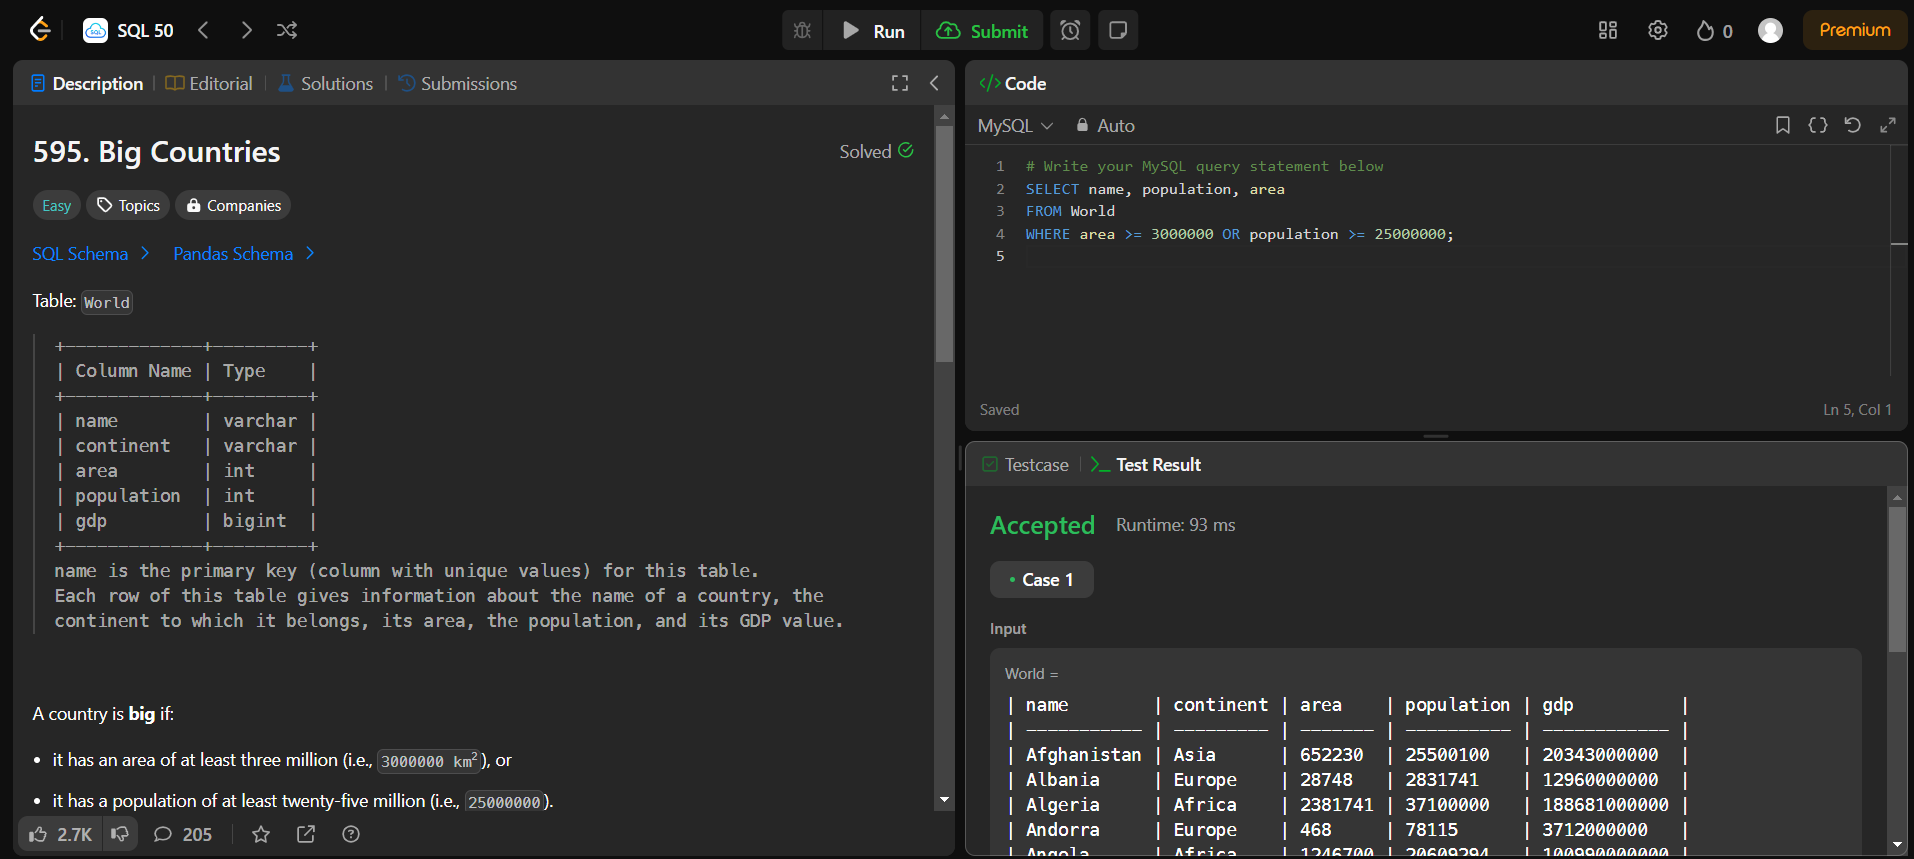 SQL 50
Run
Submit
0
Premium
Description
Editorial
Solutions
Submissions
595. Big Countries
Solved
Easy
Topics
Companies
SQL Schema
Pandas Schema
Table: World
+-------------+---------+
| Column Name | Type    |
+-------------+---------+
| name        | varchar |
| continent   | varchar |
| area        | int     |
| population  | int     |
| gdp         | bigint  |
+-------------+---------+
name is the primary key (column with unique values) for this table.
Each row of this table gives information about the name of a country, the
continent to which it belongs, its area, the population, and its GDP value.
A country is big if:
• it has an area of at least three million (i.e., 3000000 km²), or
• it has a population of at least twenty-five million (i.e., 25000000).
2.7K
205
</> Code
MySQL
Auto
1 # Write your MySQL query statement below
2 SELECT name, population, area
3 FROM World
4 WHERE area >= 3000000 OR population >= 25000000;
5
Saved
Ln 5, Col 1
Testcase
>_ Test Result
Accepted
Runtime: 93 ms
• Case 1
Input
World =
| name        | continent | area    | population | gdp          |
| ----------- | --------- | ------- | ---------- | ------------ |
| Afghanistan | Asia      | 652230  | 25500100   | 20343000000  |
| Albania     | Europe    | 28748   | 2831741    | 12960000000  |
| Algeria     | Africa    | 2381741 | 37100000   | 188681000000 |
| Andorra     | Europe    | 468     | 78115      | 3712000000   |
| Angola      | Africa    | 1246700 | 20609294   | 100990000000 |